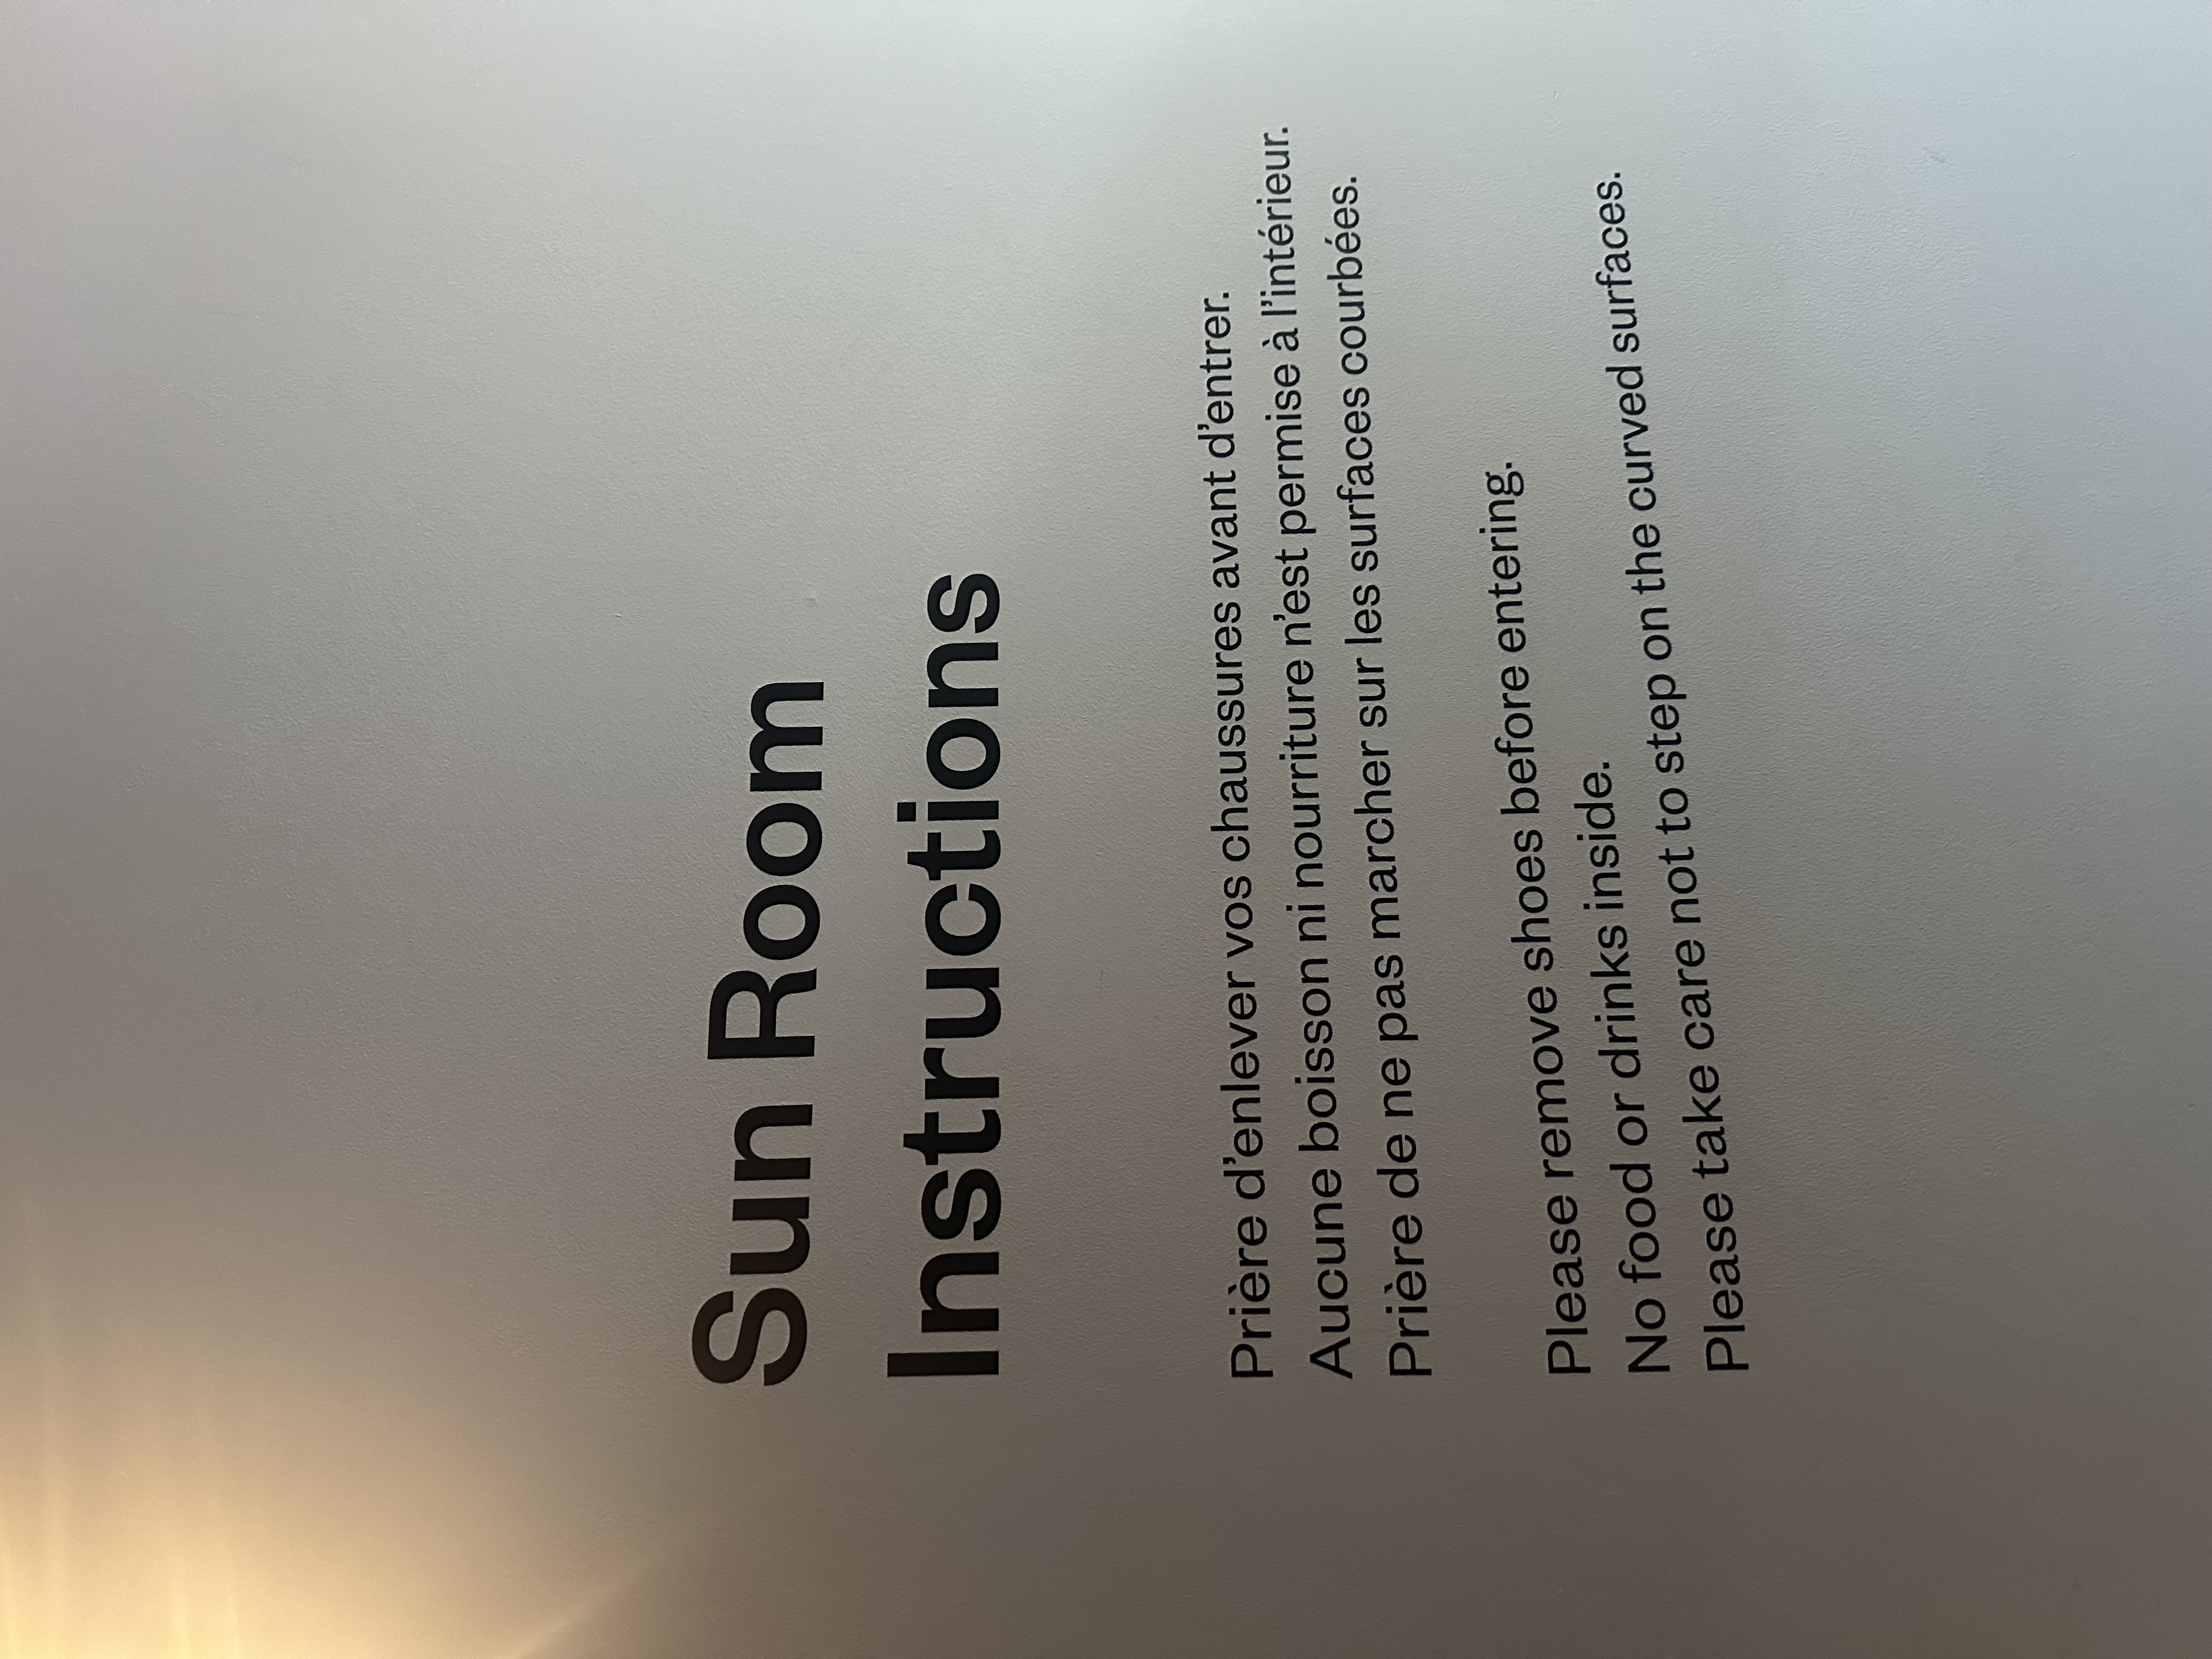 Sun Room
Instructions
Prière d’enlever vos chaussures avant d’entrer.
Aucune boisson ni nourriture n’est permise à l’intérieur.
Prière de ne pas marcher sur les surfaces courbées.
Please remove shoes before entering.
No food or drinks inside.
Please take care not to step on the curved surfaces.